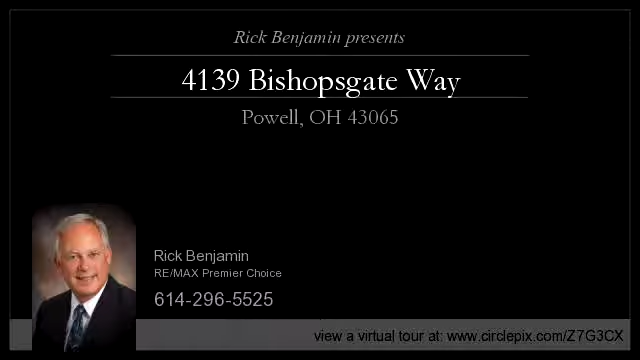 Rick Benjamin presents
4139 Bishopsgate Way
Powell, OH 43065
Rick Benjamin
RE/MAX Premier Choice
614-296-5525
view a virtual tour at: www.circlepix.com/Z7G3CX